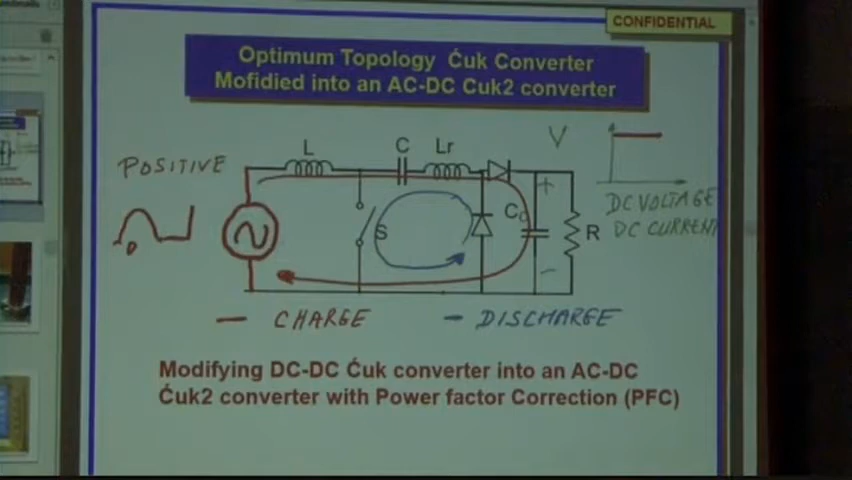 CONFIDENTIAL
Optimum Topology Ćuk Converter
Mofidied into an AC-DC Cuk2 converter
POSITIVE
L
C
Lr
V
+
DC VOLTAGE
DC CURRENT
S
Co
R
-
- CHARGE
- DISCHARGE
Modifying DC-DC Ćuk converter into an AC-DC
Ćuk2 converter with Power factor Correction (PFC)